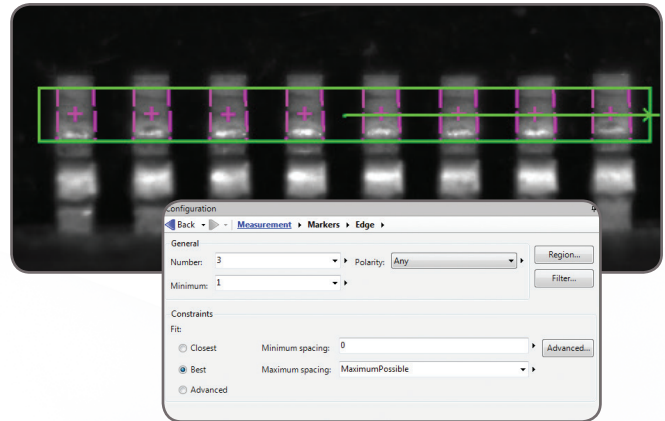 Configuration
Back Measurement Markers Edge
General
Number: 3 Polarity: Any Region...
Minimum: 1 Filter...
Constraints
Fit:
Closest Minimum spacing: 0 Advanced...
Best Maximum spacing: MaximumPossible
Advanced